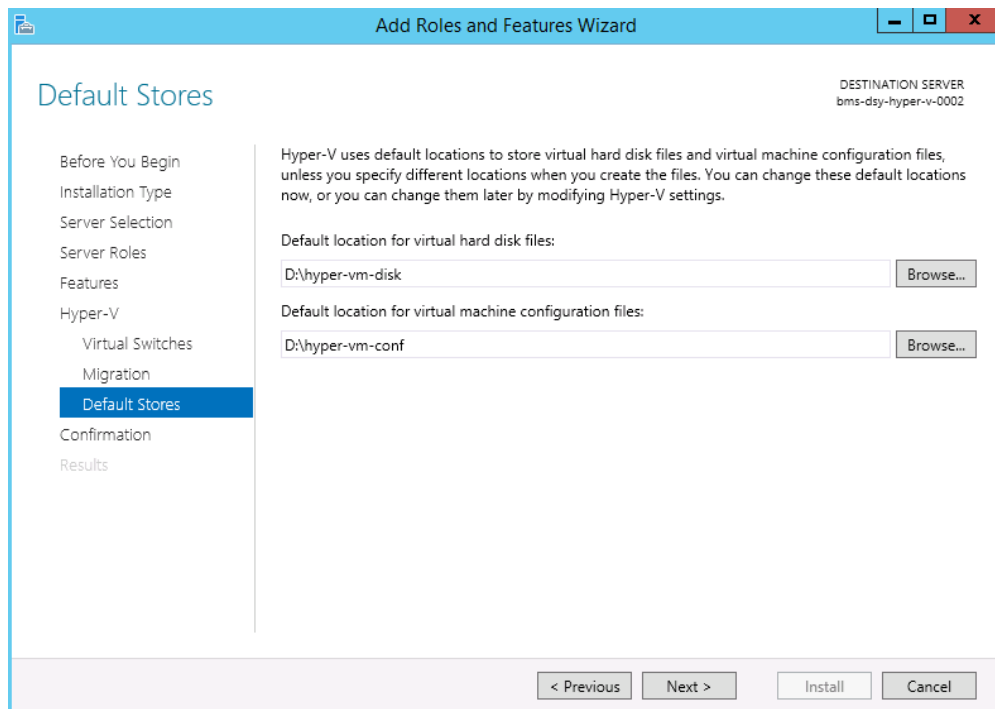 Add Roles and Features Wizard
Default Stores
DESTINATION SERVER
bms-dsy-hyper-v-0002
Before You Begin
Installation Type
Server Selection
Server Roles
Features
Hyper-V
Virtual Switches
Migration
Default Stores
Confirmation
Results
Hyper-V uses default locations to store virtual hard disk files and virtual machine configuration files,
unless you specify different locations when you create the files. You can change these default locations
now, or you can change them later by modifying Hyper-V settings.
Default location for virtual hard disk files:
D:\hyper-vm-disk
Browse...
Default location for virtual machine configuration files:
D:\hyper-vm-conf
Browse...
< Previous
Next >
Install
Cancel